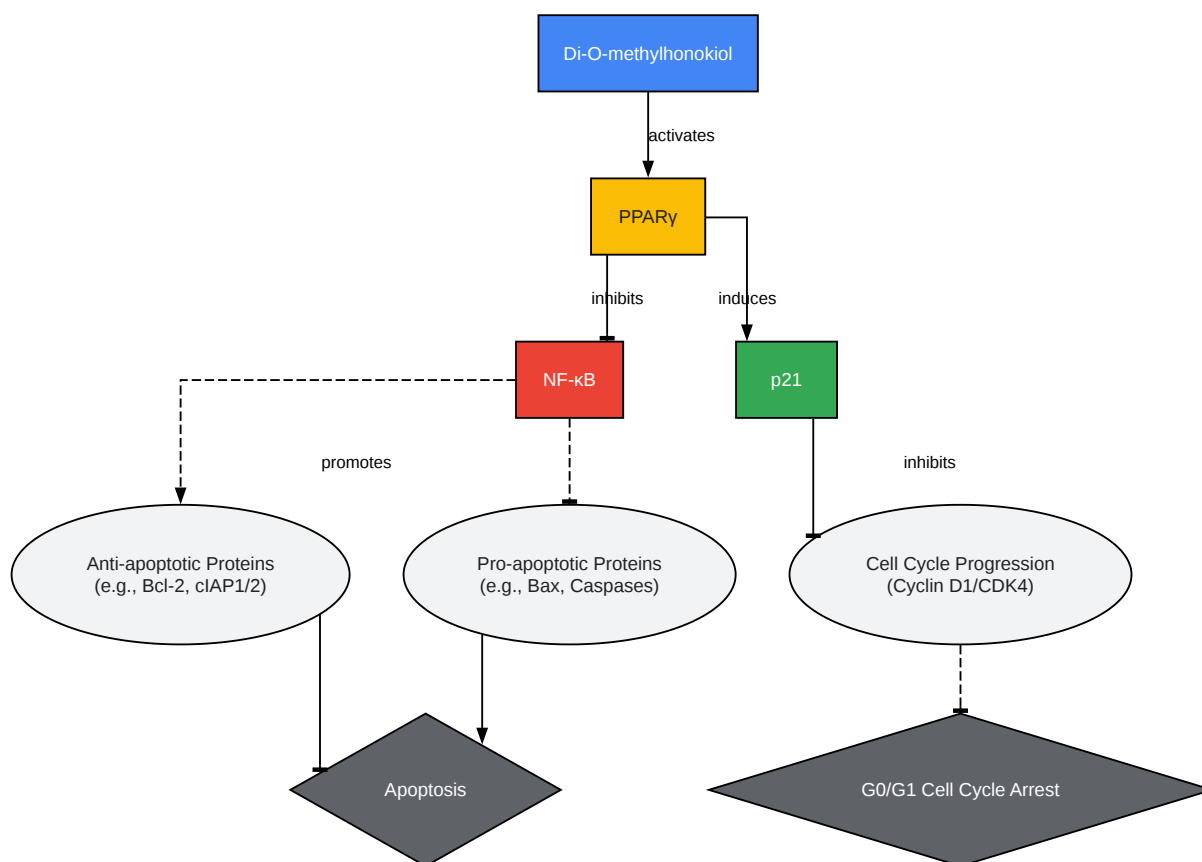 Di-O-methylhonokiol
activates
PPARγ
inhibits
induces
NF-κB
p21
promotes
inhibits
Anti-apoptotic Proteins
(e.g., Bcl-2, cIAP1/2)
Pro-apoptotic Proteins
(e.g., Bax, Caspases)
Cell Cycle Progression
(Cyclin D1/CDK4)
Apoptosis
G0/G1 Cell Cycle Arrest